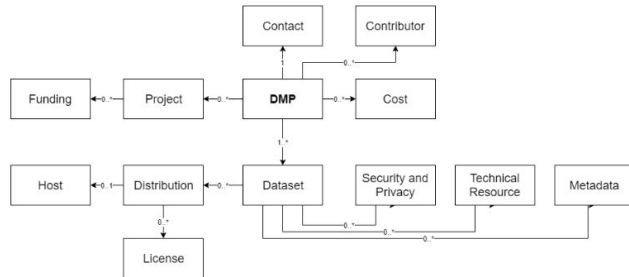 Contact
Contributor
1
0..*
Funding
0..*
Project
0..*
DMP
0..*
Cost
1..*
Host
0..1
Distribution
0..*
Dataset
Security and
Privacy
Technical
Resource
Metadata
0..*
0..*
0..*
0..*
License